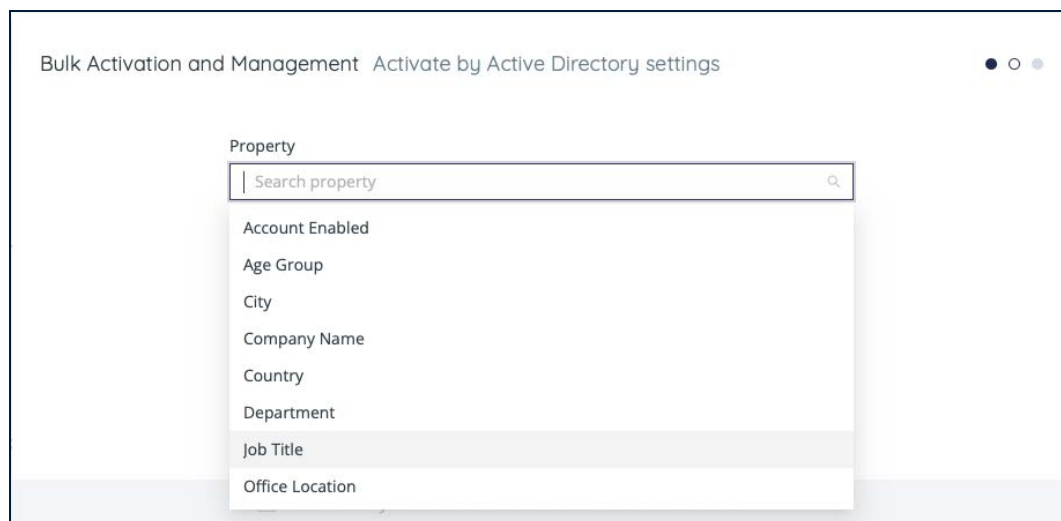 Bulk Activation and Management Activate by Active Directory settings
Property
Search property
Account Enabled
Age Group
City
Company Name
Country
Department
Job Title
Office Location